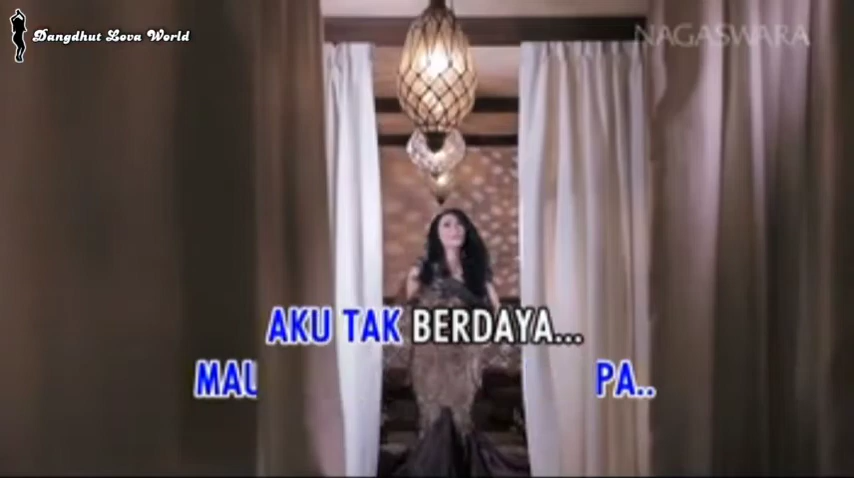 Dangdhut Lova World
NAGASWARA
AKU TAK BERDAYA...
MAU PA..